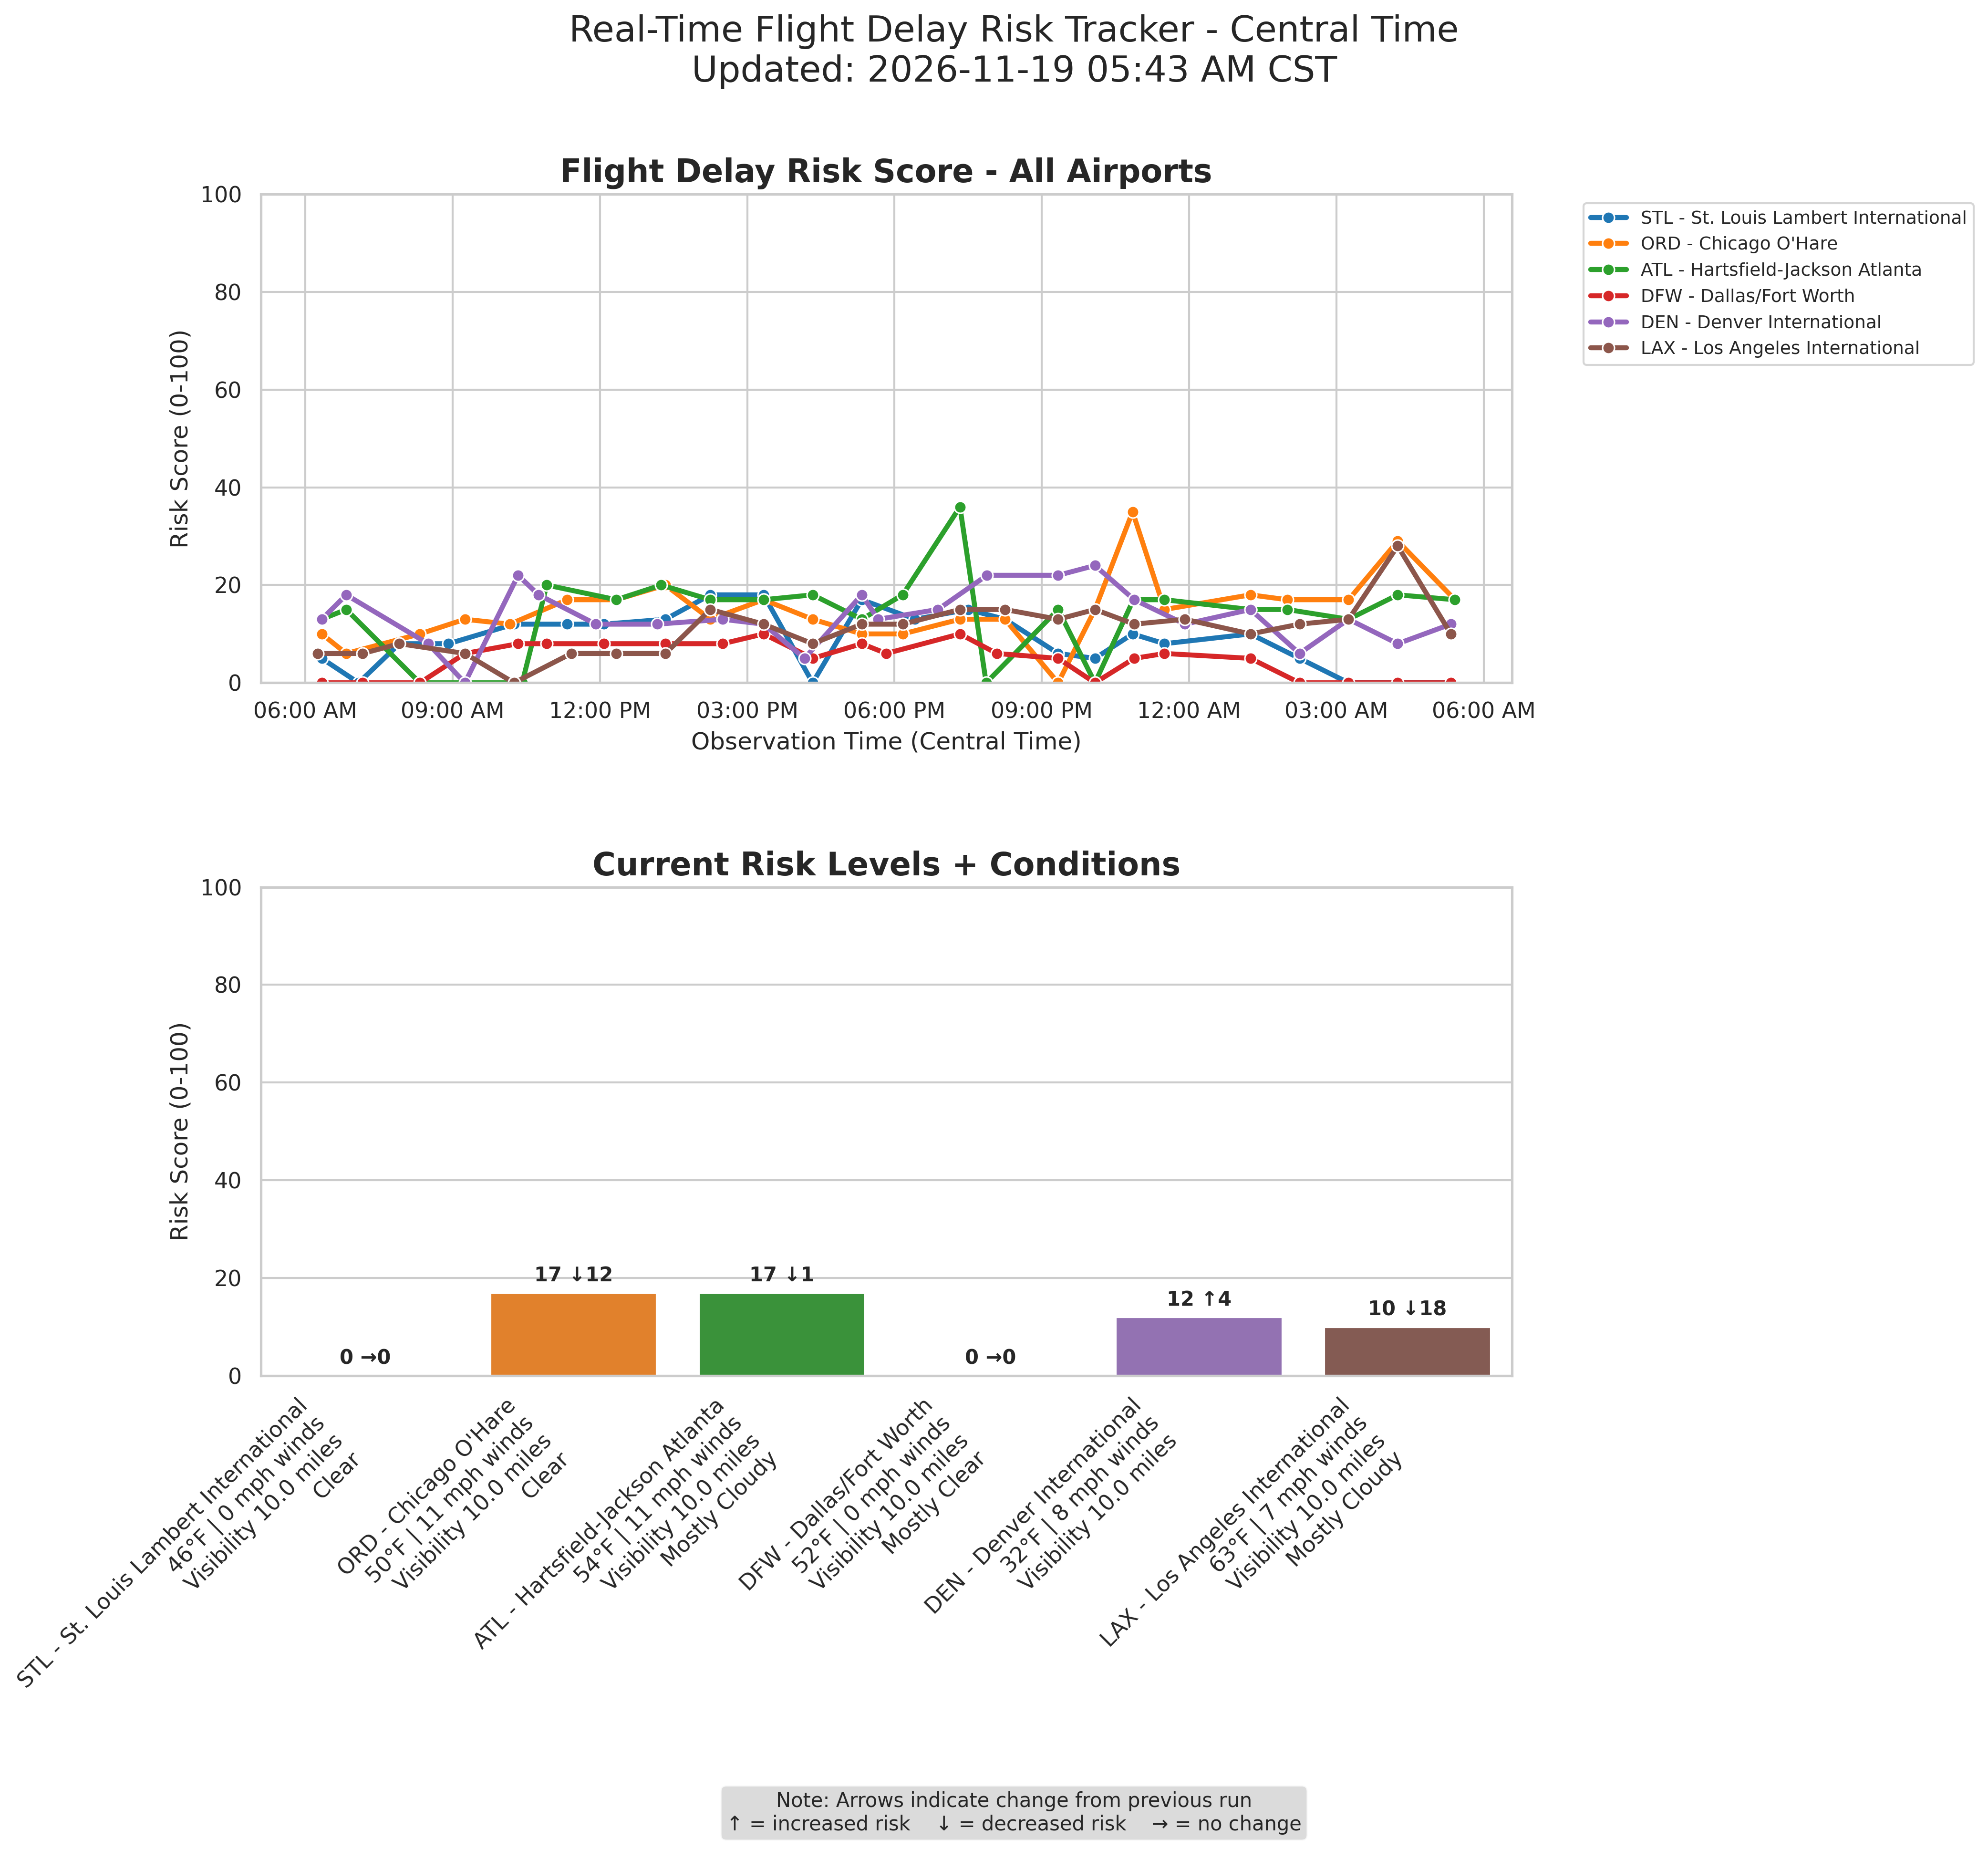 Real-Time Flight Delay Risk Tracker - Central Time
Updated: 2026-11-19 05:43 AM CST
Flight Delay Risk Score - All Airports
Risk Score (0-100)
100
80
60
40
20
0
06:00 AM
09:00 AM
12:00 PM
03:00 PM
06:00 PM
09:00 PM
12:00 AM
03:00 AM
06:00 AM
Observation Time (Central Time)
STL - St. Louis Lambert International
ORD - Chicago O'Hare
ATL - Hartsfield-Jackson Atlanta
DFW - Dallas/Fort Worth
DEN - Denver International
LAX - Los Angeles International
Current Risk Levels + Conditions
Risk Score (0-100)
100
80
60
40
20
0
0 →0
17 ↓12
17 ↓1
0 →0
12 ↑4
10 ↓18
STL - St. Louis Lambert International
46°F | 0 mph winds
Visibility 10.0 miles
Clear
ORD - Chicago O'Hare
50°F | 11 mph winds
Visibility 10.0 miles
Clear
ATL - Hartsfield-Jackson Atlanta
54°F | 11 mph winds
Visibility 10.0 miles
Mostly Cloudy
DFW - Dallas/Fort Worth
52°F | 0 mph winds
Visibility 10.0 miles
Mostly Clear
DEN - Denver International
32°F | 8 mph winds
Visibility 10.0 miles
LAX - Los Angeles International
63°F | 7 mph winds
Visibility 10.0 miles
Mostly Cloudy
Note: Arrows indicate change from previous run
↑ = increased risk ↓ = decreased risk → = no change